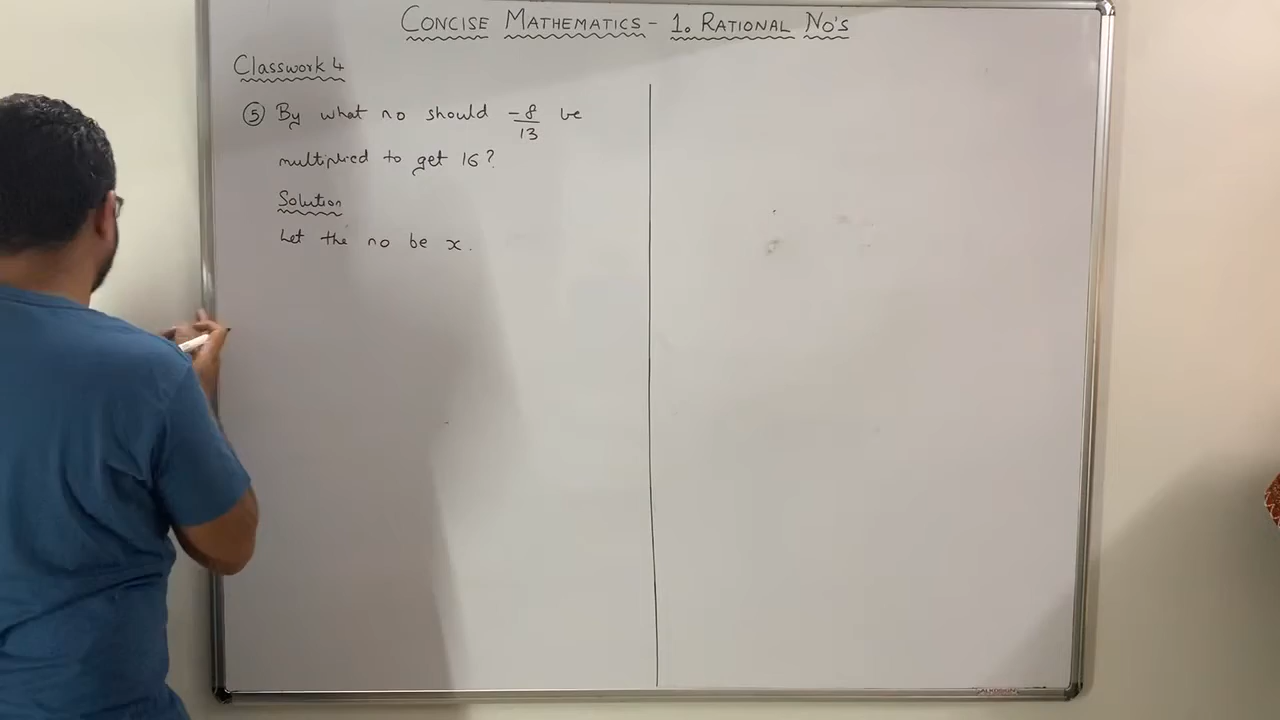 CONCISE MATHEMATICS - 1. RATIONAL NO'S
Classwork 4
⑤ By what no should -8/13 be
multiplied to get 16?
Solution
Let the no be x.